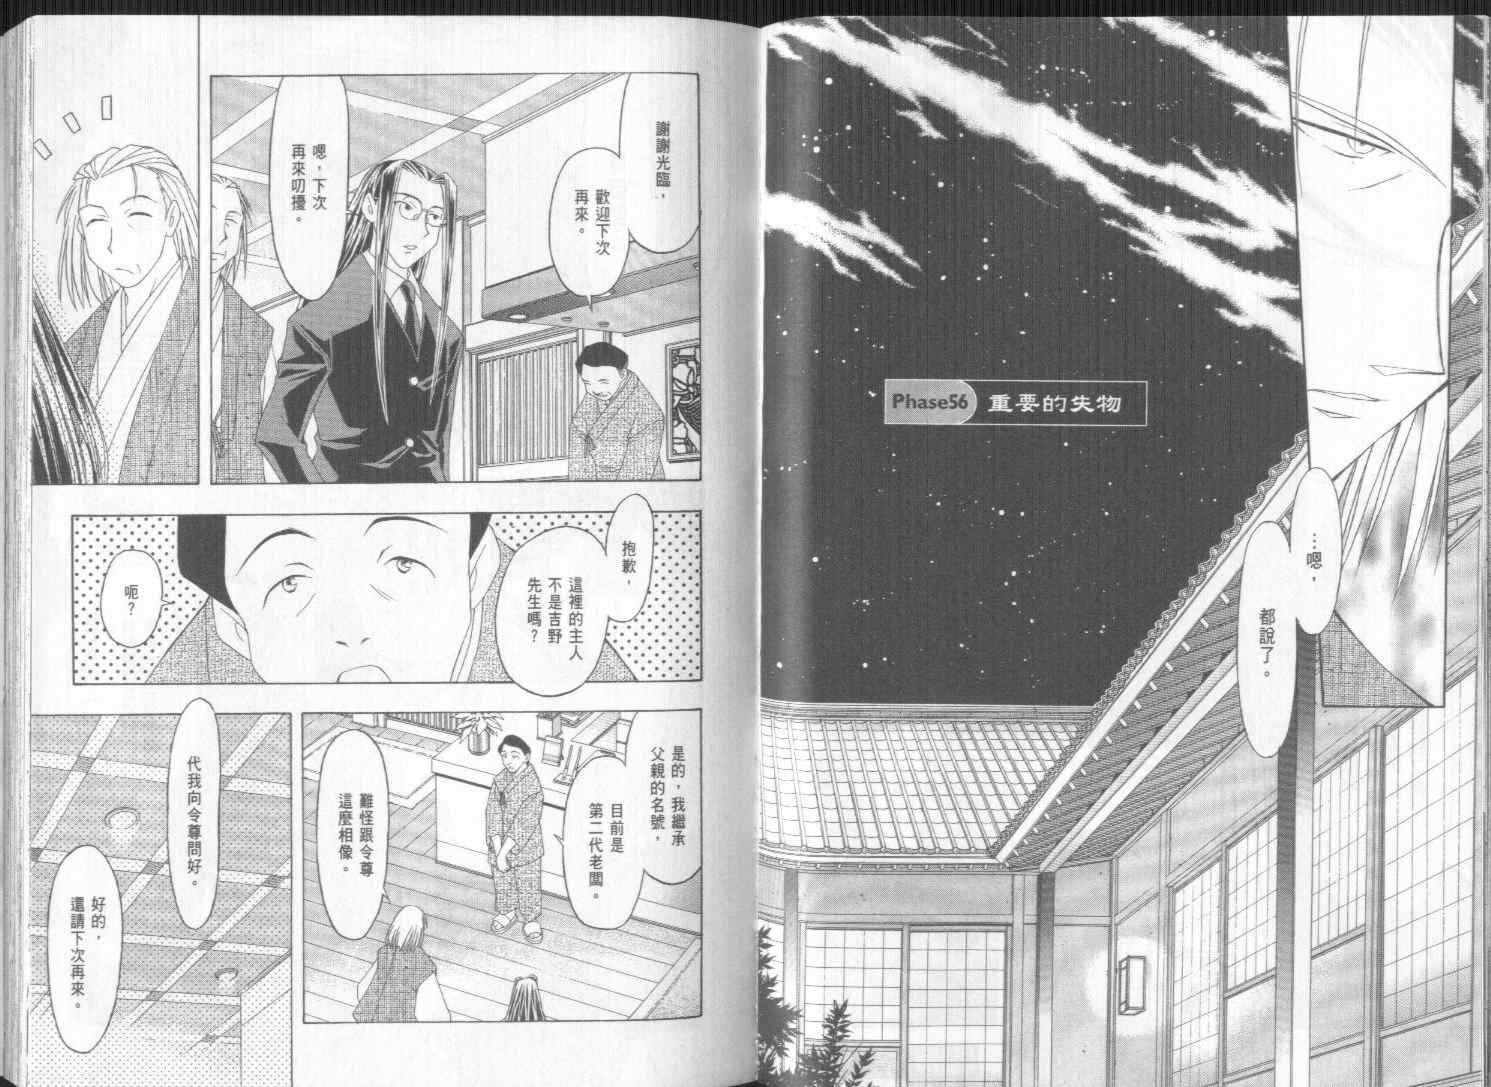 Phase56 重要的失物
…嗯，
都說了。
謝謝光臨，
歡迎下次
再來。
嗯，下次
再來叨擾。
抱歉，
這裡的主人
不是吉野
先生嗎？
呃？
是的，我繼承
父親的名號，
目前是
第二代老闆。
難怪跟令尊
這麼相像。
代我向令尊問好。
好的，
還請下次再來。